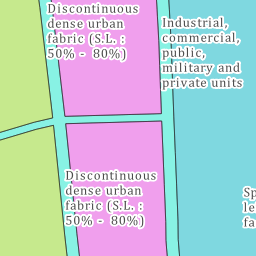 Discontinuous
dense urban
fabric (S.L. :
50% -  80%)
Industrial,
commercial,
public,
military and
private units
Discontinuous
dense urban
fabric (S.L. :
50% -  80%)